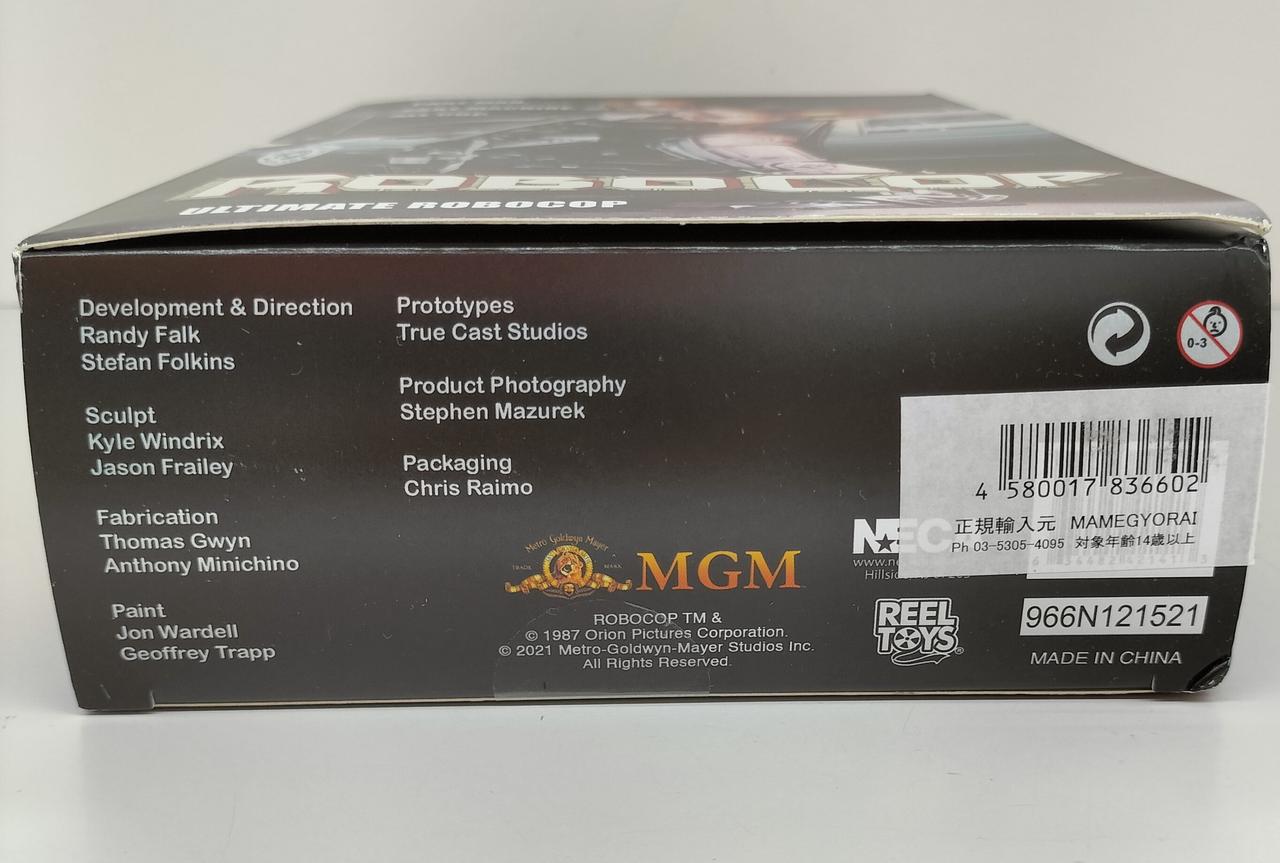 ROBOCOP
ULTIMATE ROBOCOP
Development & Direction
Randy Falk
Stefan Folkins
Sculpt
Kyle Windrix
Jason Frailey
Fabrication
Thomas Gwyn
Anthony Minichino
Paint
Jon Wardell
Geoffrey Trapp
Prototypes
True Cast Studios
Product Photography
Stephen Mazurek
Packaging
Chris Raimo
Metro Goldwyn Mayer
TRADE MARK
MGM
ROBOCOP TM &
© 1987 Orion Pictures Corporation.
© 2021 Metro-Goldwyn-Mayer Studios Inc.
All Rights Reserved.
0-3
4 580017 836602
正規輸入元 MAMEGYORAI
Ph 03-5305-4095 対象年齢14歳以上
NEC
REEL
TOYS®
966N121521
MADE IN CHINA